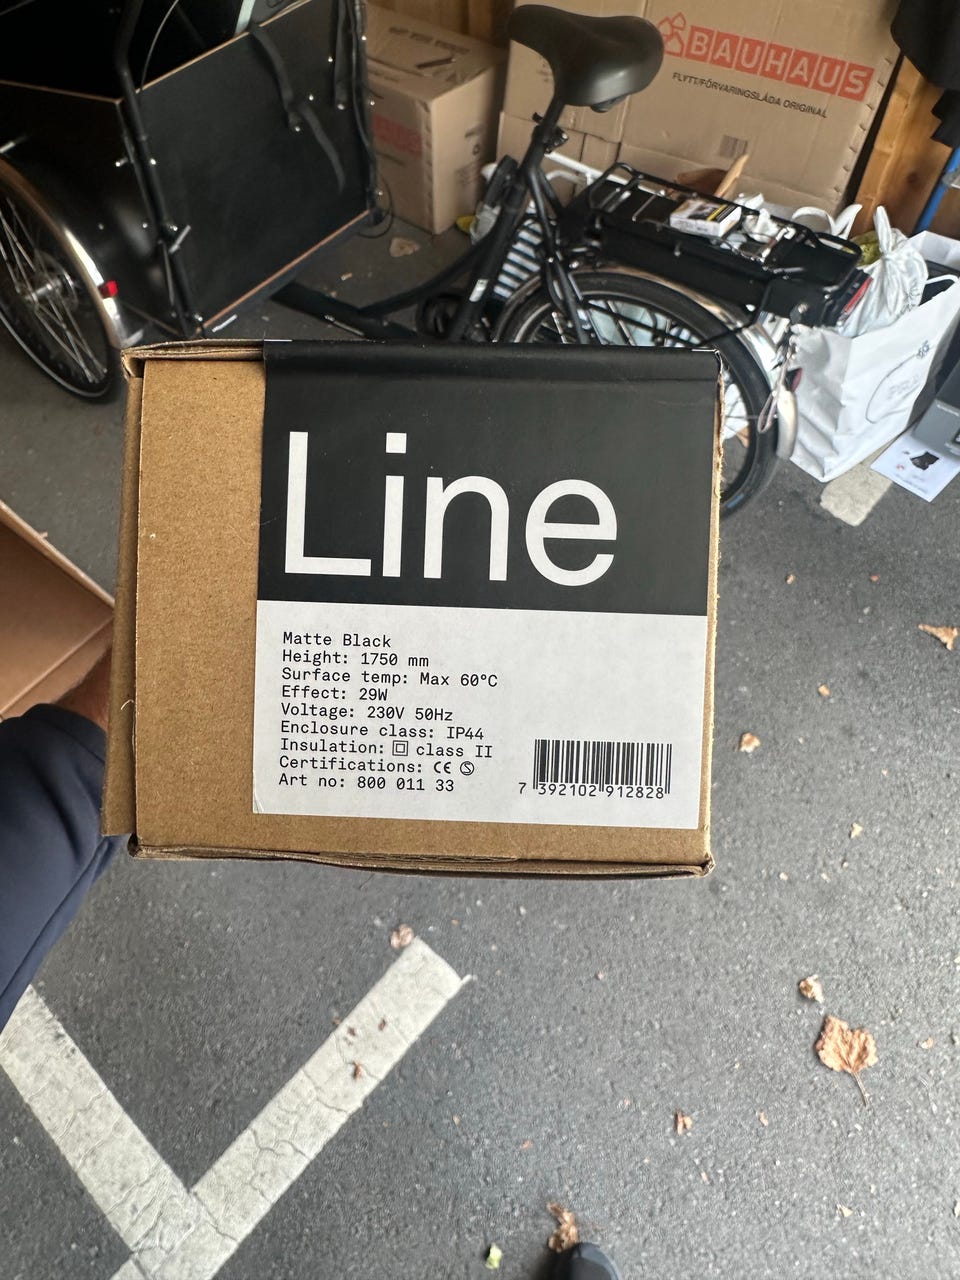 BAUHAUS
FLYTT/FÖRVARINGSLÅDA ORIGINAL
Line
Matte Black
Height: 1750 mm
Surface temp: Max 60°C
Effect: 29W
Voltage: 230V 50Hz
Enclosure class: IP44
Insulation: class II
Certifications: CE S
Art no: 800 011 33
7 392102 912828